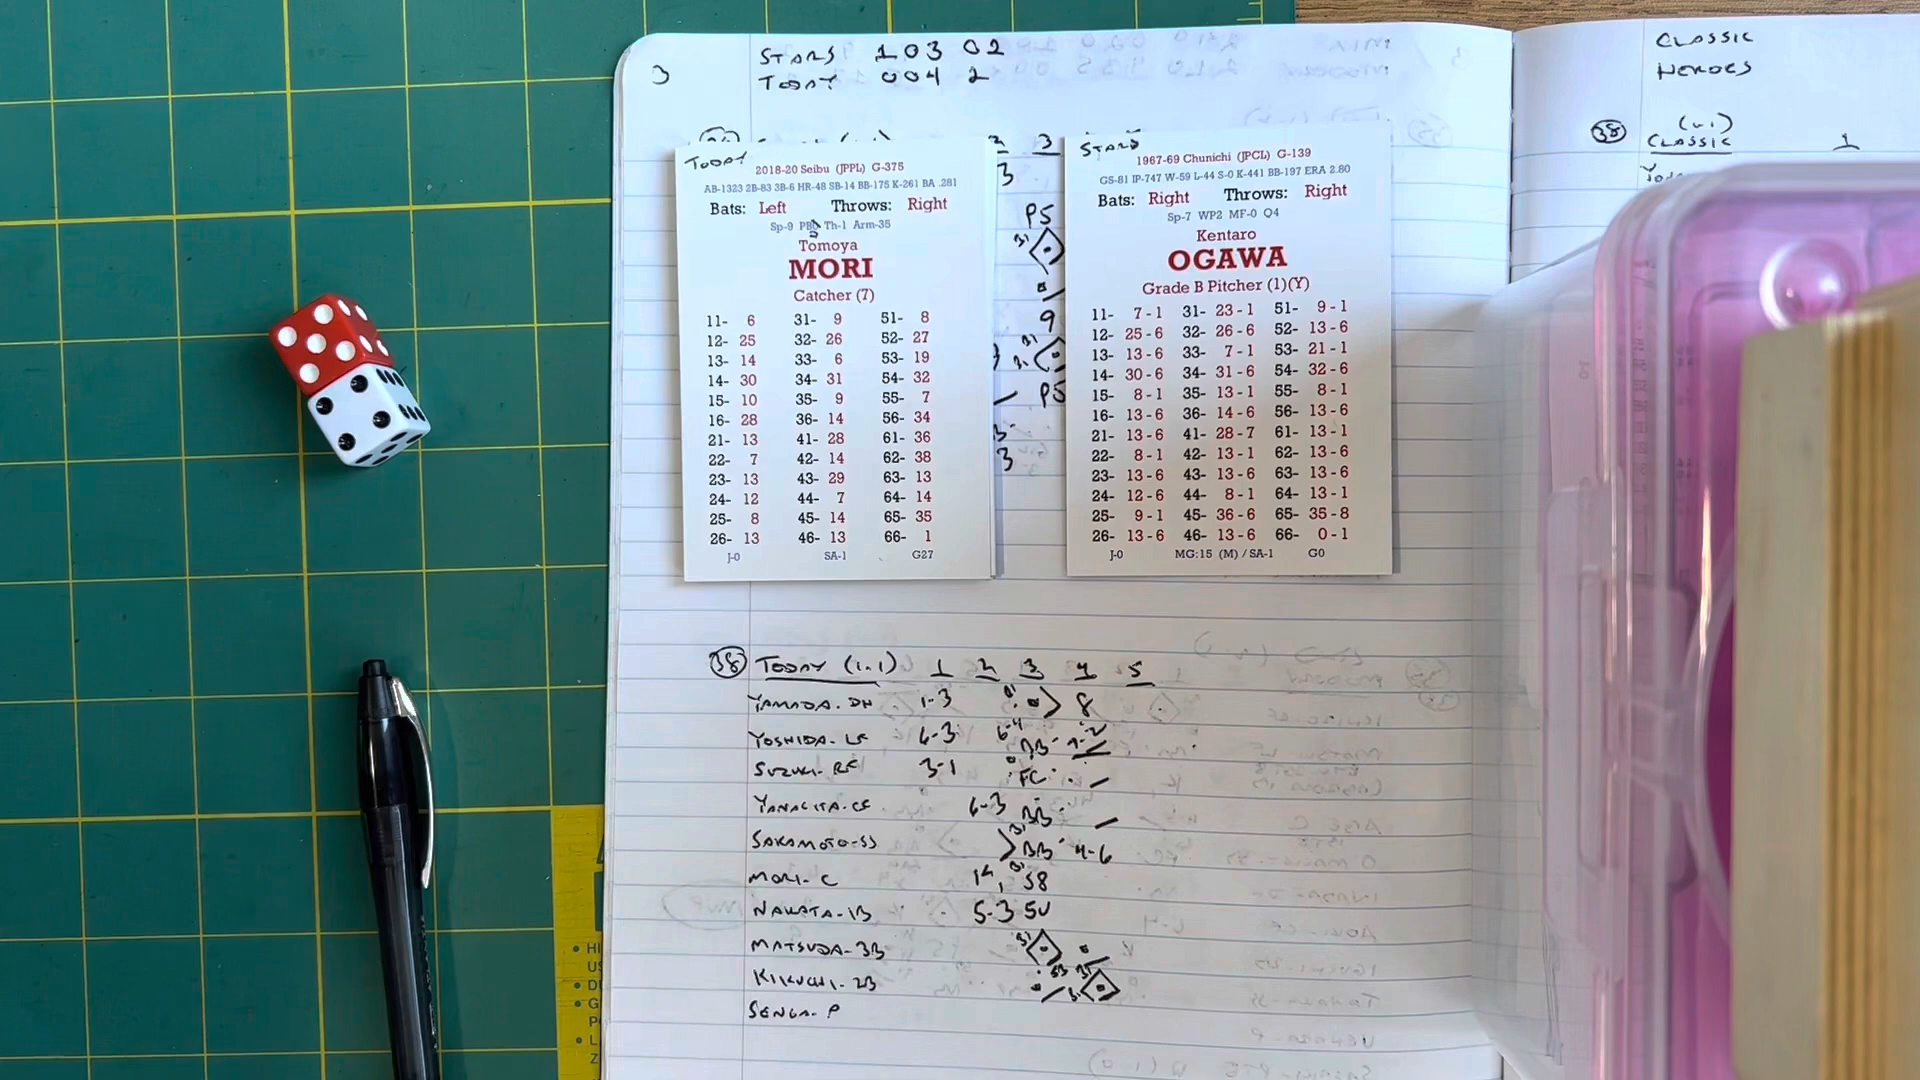 3
STARS 103 02
TODAY 004 2
CLASSIC
HEROES
38
CLASSIC 1
2 3
3
P5
9
P5
3
TODAY
2018-20 Seibu (JPPL) G-375
AB-1323 2B-83 3B-6 HR-48 SB-14 BB-175 K-261 BA .281
Bats: Left Throws: Right
Tomoya
MORI
Catcher (7)
11- 6 31- 9 51- 8
12- 25 32- 26 52- 27
13- 14 33- 6 53- 19
14- 30 34- 31 54- 32
15- 10 35- 9 55- 7
16- 28 36- 14 56- 34
21- 13 41- 28 61- 36
22- 7 42- 14 62- 38
23- 13 43- 29 63- 13
24- 12 44- 7 64- 14
25- 8 45- 14 65- 35
26- 13 46- 13 66- 1
J-0 SA-1 G27
STARS
1967-69 Chunichi (JPCL) G-139
GS-81 IP-747 W-59 L-44 S-0 K-441 BB-197 ERA 2.80
Bats: Right Throws: Right
Sp-7 WP2 MF-0 Q4
Kentaro
OGAWA
Grade B Pitcher (1)(Y)
11- 7 - 1 31- 23 - 1 51- 9 - 1
12- 25 - 6 32- 26 - 6 52- 13 - 6
13- 13 - 6 33- 7 - 1 53- 21 - 1
14- 30 - 6 34- 31 - 6 54- 32 - 6
15- 8 - 1 35- 13 - 1 55- 8 - 1
16- 13 - 6 36- 14 - 6 56- 13 - 6
21- 13 - 6 41- 28 - 7 61- 13 - 1
22- 8 - 1 42- 13 - 1 62- 13 - 6
23- 13 - 6 43- 13 - 6 63- 13 - 6
24- 12 - 6 44- 8 - 1 64- 13 - 1
25- 9 - 1 45- 36 - 6 65- 35 - 8
26- 13 - 6 46- 13 - 6 66- 0 - 1
J-0 MG:15 (M) / SA-1 G0
38 TODAY (1.1) 1 2 3 4 5
YAMADA-DH 1-3 8
YOSHIDA-LF 6-3 6-4 BB
SUZUKI-RF 3-1 FC
YANAGITA-CF 6-3 BB
SAKAMOTO-SS BB 4-6
MORI-C 58
NAKATA-1B 5-3 5U
MATSUDA-3B
KIKUCHI-2B
SENGA-P